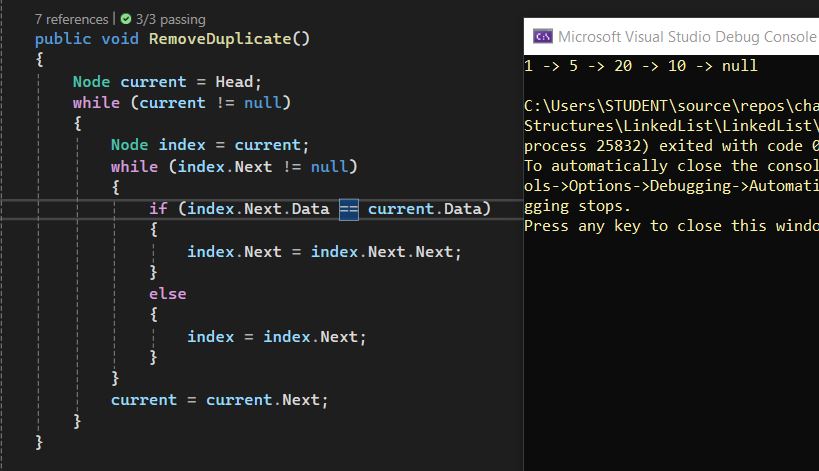 7 references | 3/3 passing
public void RemoveDuplicate()
{
Node current = Head;
while (current != null)
{
Node index = current;
while (index.Next != null)
{
if (index.Next.Data == current.Data)
{
index.Next = index.Next.Next;
}
else
{
index = index.Next;
}
}
current = current.Next;
}
}
Microsoft Visual Studio Debug Console
1 -> 5 -> 20 -> 10 -> null
C:\Users\STUDENT\source\repos\cha
Structures\LinkedList\LinkedList\
process 25832) exited with code 0
To automatically close the consol
ols->Options->Debugging->Automati
gging stops.
Press any key to close this windo